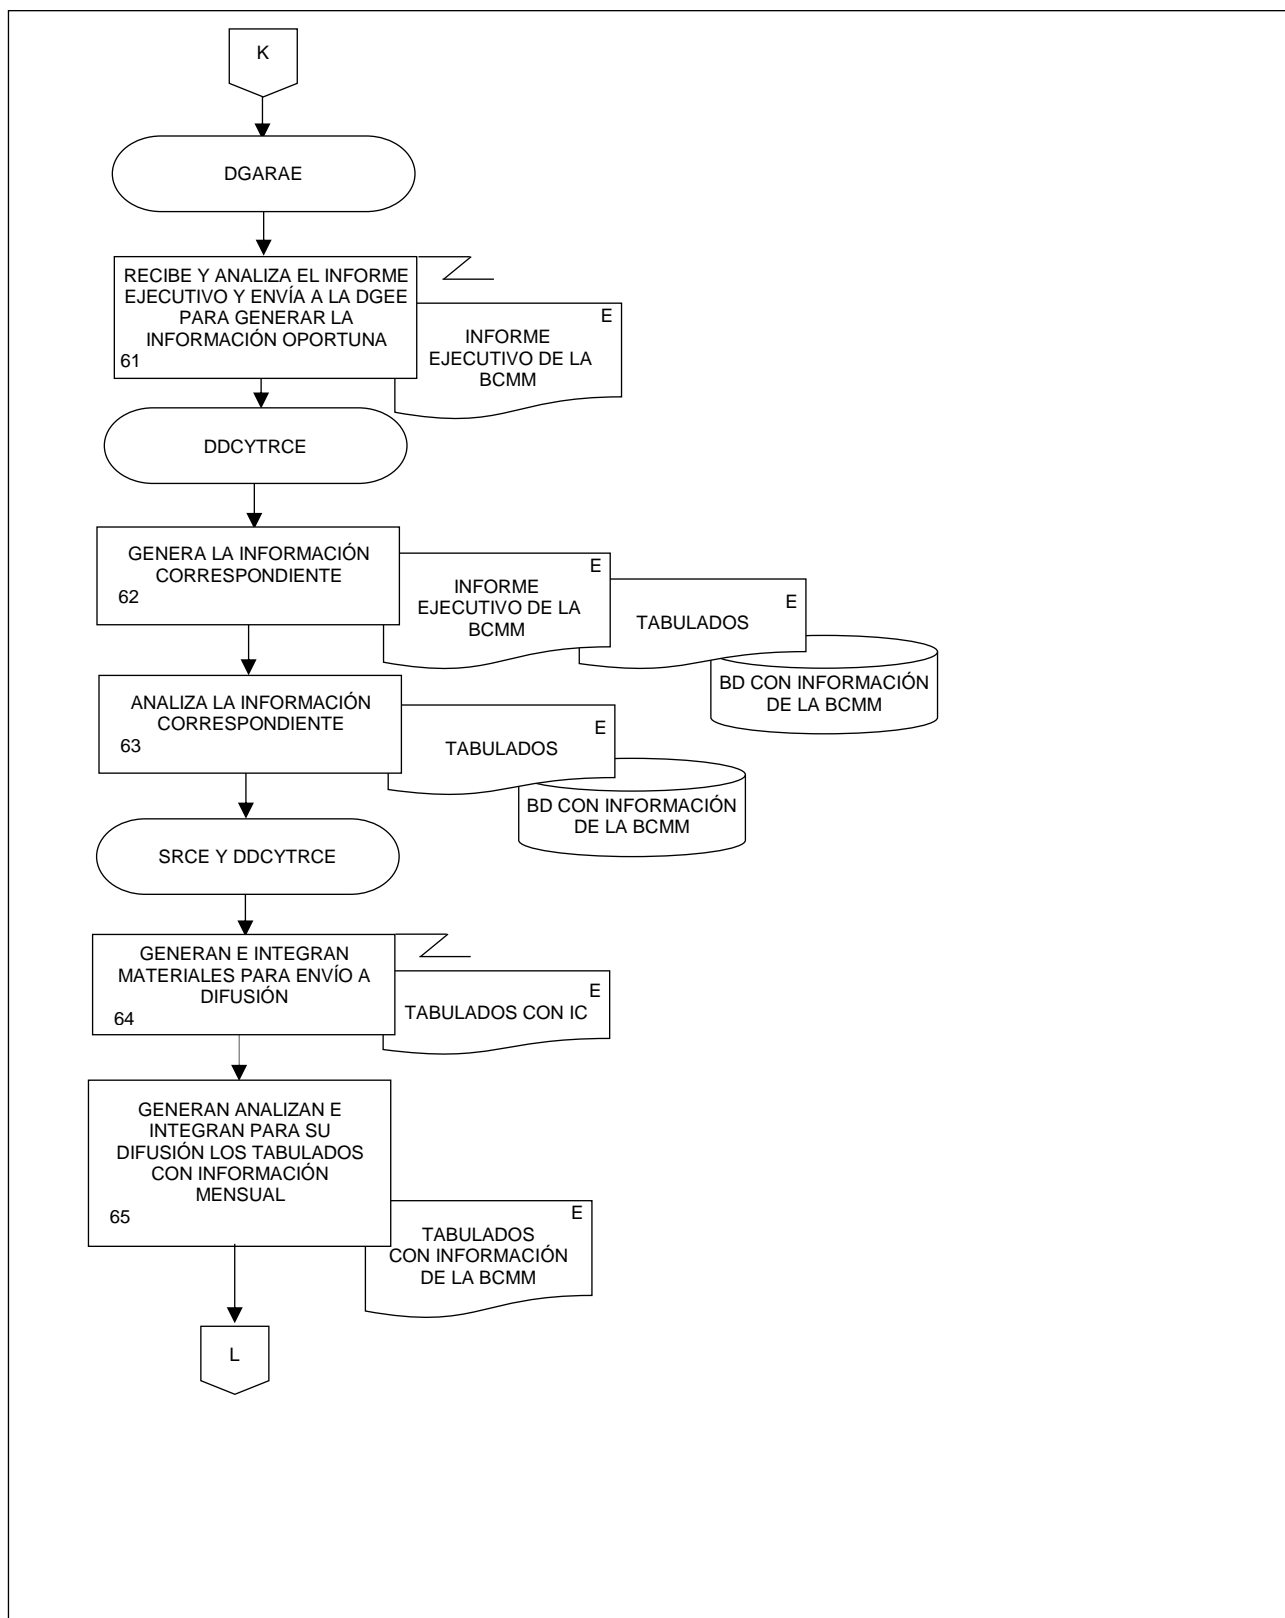 K
DGARAE
RECIBE Y ANALIZA EL INFORME
EJECUTIVO Y ENVÍA A LA DGEE
PARA GENERAR LA
INFORMACIÓN OPORTUNA
61
E
INFORME
EJECUTIVO DE LA
BCMM
DDCYTRCE
GENERA LA INFORMACIÓN
CORRESPONDIENTE
62
E
INFORME
EJECUTIVO DE LA
BCMM
E
TABULADOS
BD CON INFORMACIÓN
DE LA BCMM
ANALIZA LA INFORMACIÓN
CORRESPONDIENTE
63
E
TABULADOS
BD CON INFORMACIÓN
DE LA BCMM
SRCE Y DDCYTRCE
GENERAN E INTEGRAN
MATERIALES PARA ENVÍO A
DIFUSIÓN
64
E
TABULADOS CON IC
GENERAN ANALIZAN E
INTEGRAN PARA SU
DIFUSIÓN LOS TABULADOS
CON INFORMACIÓN
MENSUAL
65
E
TABULADOS
CON INFORMACIÓN
DE LA BCMM
L